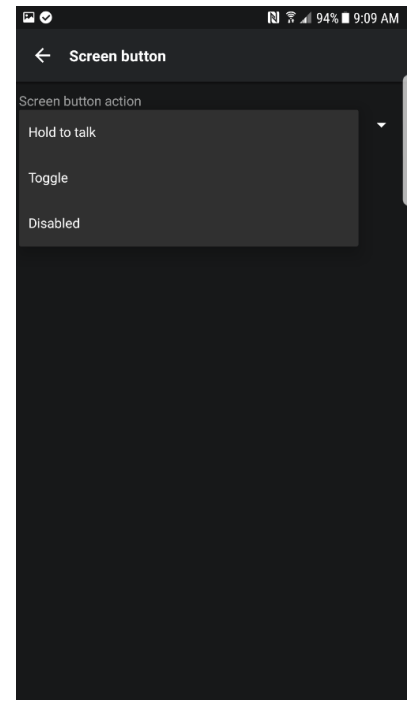 94% 9:09 AM
Screen button
Screen button action
Hold to talk
Toggle
Disabled